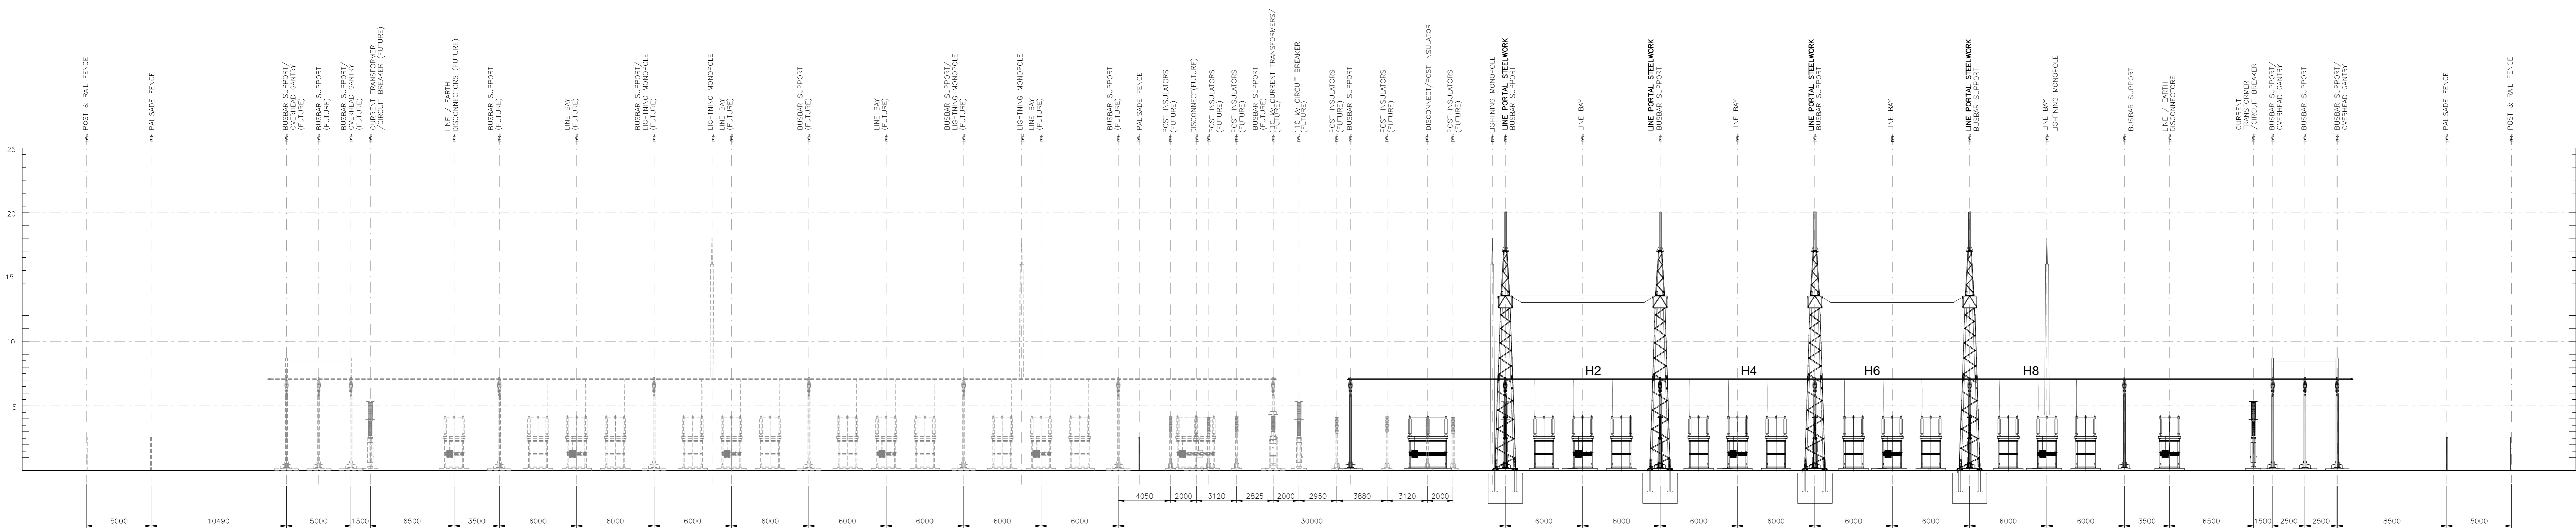 POST & RAIL FENCE
PALISADE FENCE
BUSBAR SUPPORT/
OVERHEAD GANTRY
(FUTURE)
BUSBAR SUPPORT
(FUTURE)
BUSBAR SUPPORT/
OVERHEAD GANTRY
(FUTURE)
CURRENT TRANSFORMER
/CIRCUIT BREAKER (FUTURE)
LINE / EARTH
DISCONNECTORS (FUTURE)
BUSBAR SUPPORT
(FUTURE)
LINE BAY
(FUTURE)
BUSBAR SUPPORT/
LIGHTNING MONOPOLE
(FUTURE)
LIGHTNING MONOPOLE
LINE BAY
(FUTURE)
BUSBAR SUPPORT
(FUTURE)
LINE BAY
(FUTURE)
BUSBAR SUPPORT/
LIGHTNING MONOPOLE
(FUTURE)
LIGHTNING MONOPOLE
LINE BAY
(FUTURE)
BUSBAR SUPPORT
(FUTURE)
PALISADE FENCE
POST INSULATORS
(FUTURE)
DISCONNECT(FUTURE)
POST INSULATORS
(FUTURE)
POST INSULATORS
(FUTURE)
BUSBAR SUPPORT
(FUTURE)
110 kV CURRENT TRANSFORMERS/
(FUTURE)
110 kV CIRCUIT BREAKER
(FUTURE)
POST INSULATORS
(FUTURE)
BUSBAR SUPPORT
POST INSULATORS
(FUTURE)
DISCONNECT/POST INSULATOR
POST INSULATORS
(FUTURE)
LIGHTNING MONOPOLE
LINE PORTAL STEELWORK
BUSBAR SUPPORT
LINE BAY
LINE PORTAL STEELWORK
BUSBAR SUPPORT
LINE BAY
LINE PORTAL STEELWORK
BUSBAR SUPPORT
LINE BAY
LINE PORTAL STEELWORK
BUSBAR SUPPORT
LINE BAY
LIGHTNING MONOPOLE
BUSBAR SUPPORT
LINE / EARTH
DISCONNECTORS
CURRENT
TRANSFORMER
/CIRCUIT BREAKER
BUSBAR SUPPORT/
OVERHEAD GANTRY
BUSBAR SUPPORT
BUSBAR SUPPORT/
OVERHEAD GANTRY
PALISADE FENCE
POST & RAIL FENCE
25
20
15
10
5
H2
H4
H6
H8
4050
2000
3120
2825
2000
2950
3880
3120
2000
5000
10490
5000
1500
6500
3500
6000
6000
6000
6000
6000
6000
6000
6000
30000
6000
6000
6000
6000
6000
6000
6000
6000
3500
6500
1500
2500
2500
8500
5000